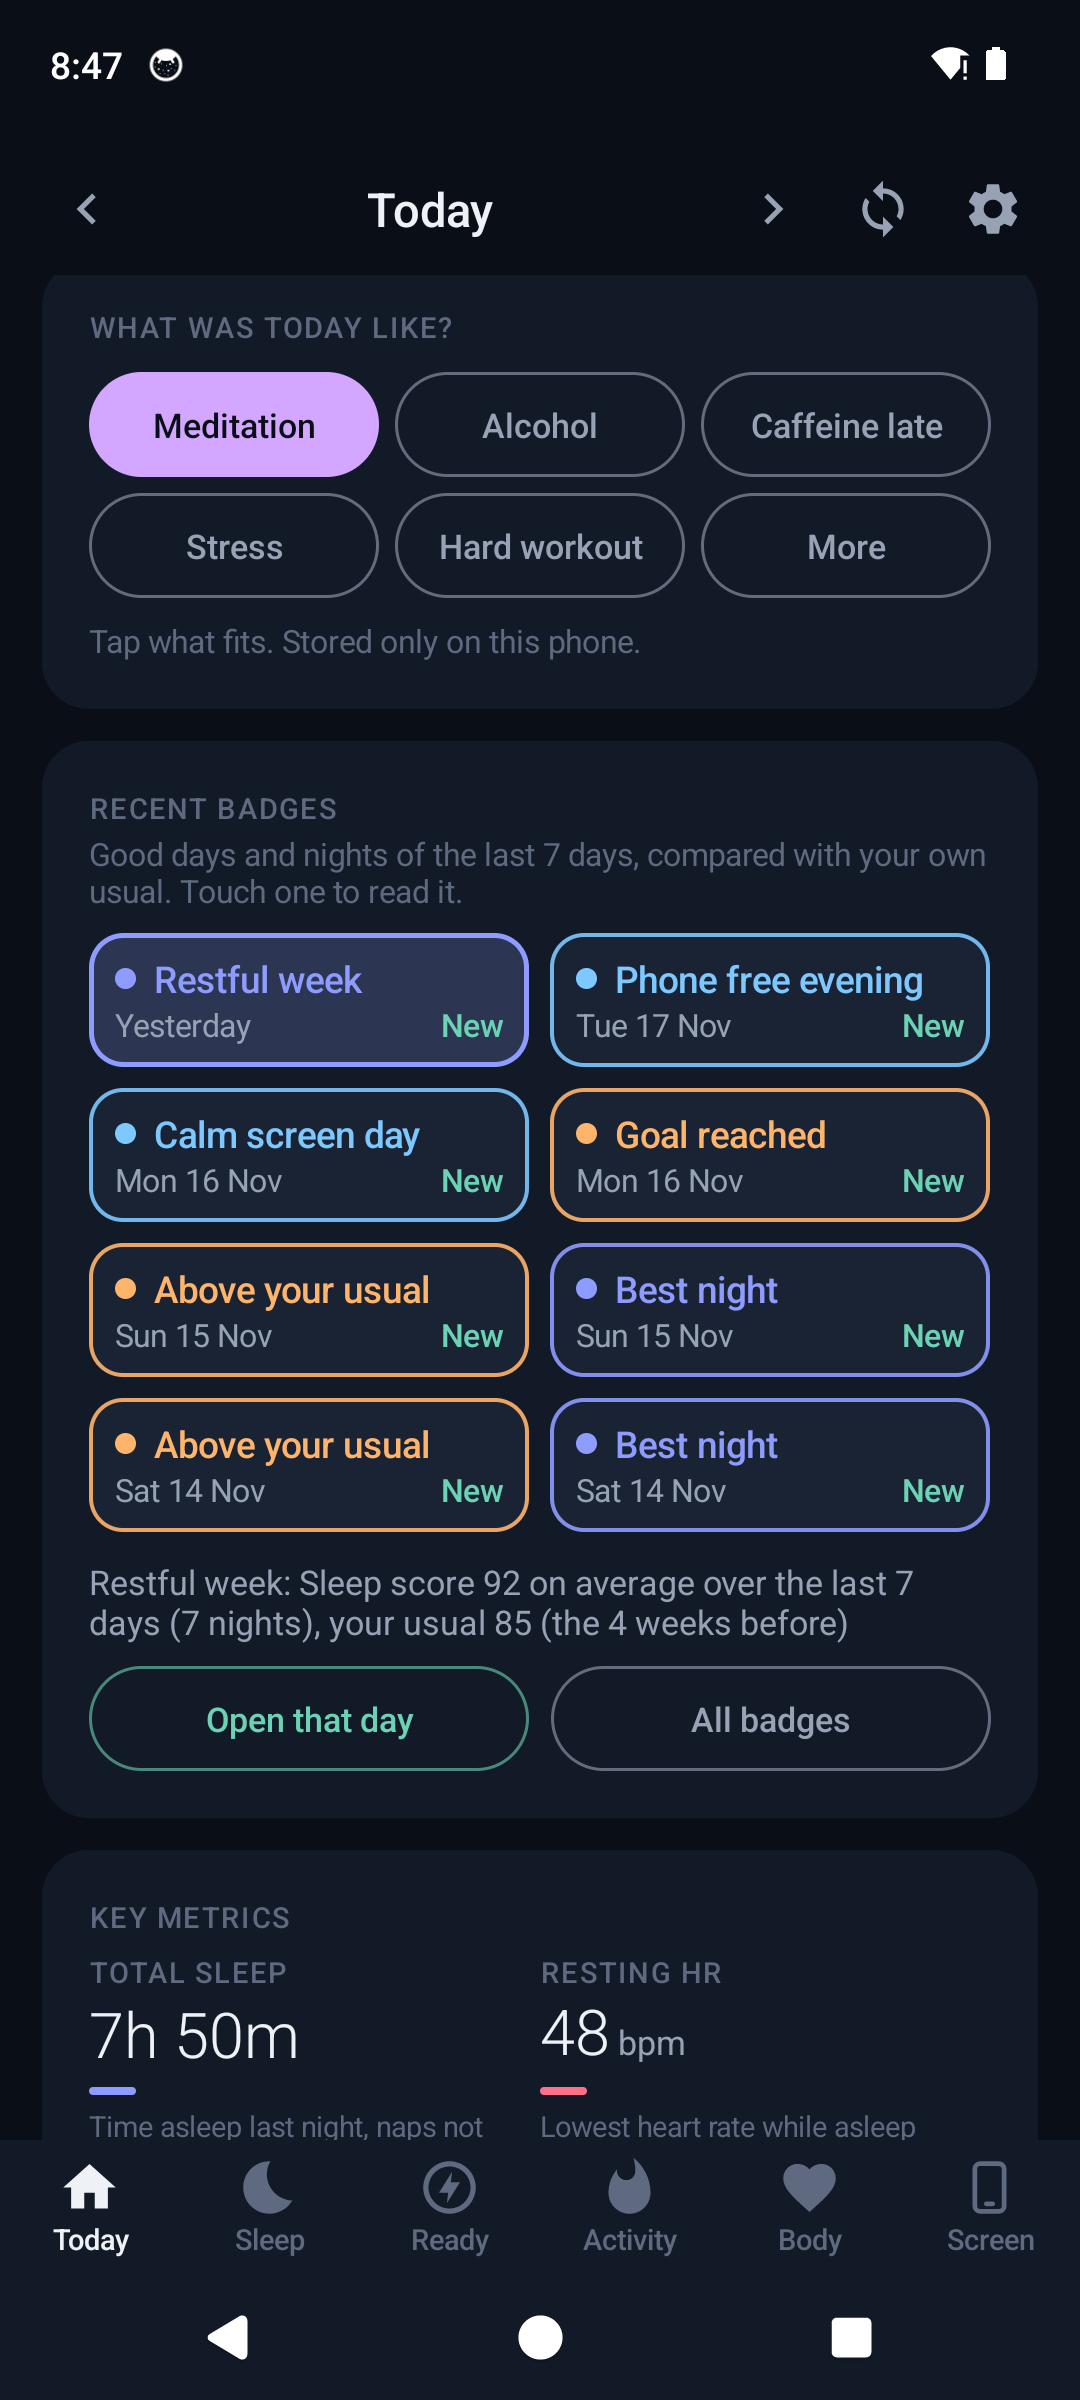 8:47
Today
WHAT WAS TODAY LIKE?
Meditation
Alcohol
Caffeine late
Stress
Hard workout
More
Tap what fits. Stored only on this phone.
RECENT BADGES
Good days and nights of the last 7 days, compared with your own
usual. Touch one to read it.
Restful week
Yesterday New
Phone free evening
Tue 17 Nov New
Calm screen day
Mon 16 Nov New
Goal reached
Mon 16 Nov New
Above your usual
Sun 15 Nov New
Best night
Sun 15 Nov New
Above your usual
Sat 14 Nov New
Best night
Sat 14 Nov New
Restful week: Sleep score 92 on average over the last 7
days (7 nights), your usual 85 (the 4 weeks before)
Open that day
All badges
KEY METRICS
TOTAL SLEEP
7h 50m
Time asleep last night, naps not
RESTING HR
48 bpm
Lowest heart rate while asleep
Today
Sleep
Ready
Activity
Body
Screen